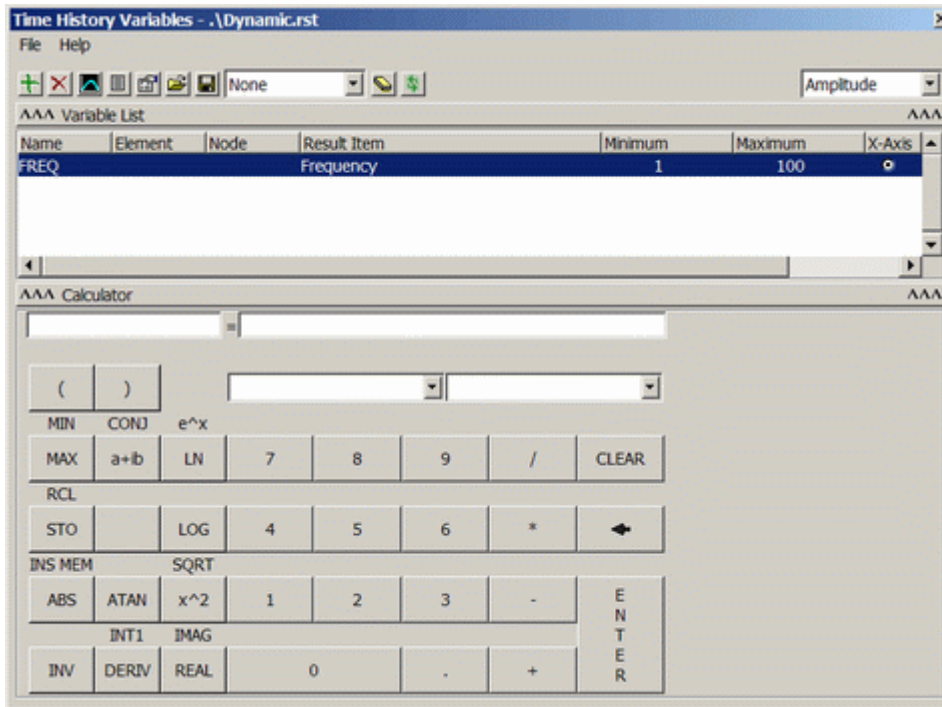 Time History Variables - .\Dynamic.rst
File Help
None Amplitude
Variable List
Name Element Node Result Item Minimum Maximum X-Axis
FREQ Frequency 1 100
Calculator
=
( )
MIN CONJ e^x
MAX a+ib LN 7 8 9 / CLEAR
RCL
STO LOG 4 5 6 *
INS MEM SQRT
ABS ATAN x^2 1 2 3 - ENTER
INT1 IMAG
INV DERIV REAL 0 . +